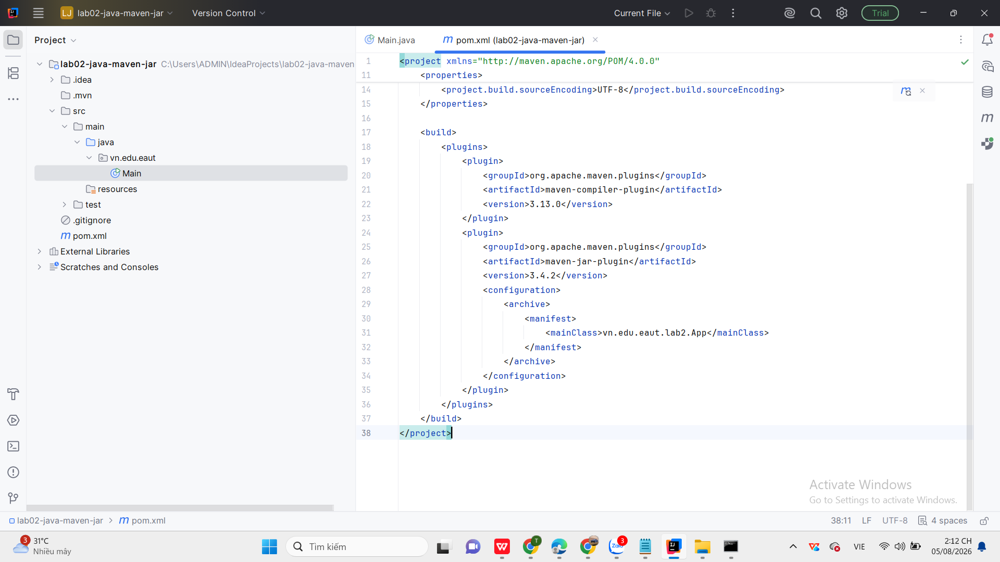 LJ lab02-java-maven-jar Version Control Current File Trial
Project
Main.java
pom.xml (lab02-java-maven-jar)
lab02-java-maven-jar C:\Users\ADMIN\IdeaProjects\lab02-java-maven
.idea
.mvn
src
main
java
vn.edu.eaut
Main
resources
test
.gitignore
m pom.xml
External Libraries
Scratches and Consoles
1 <project xmlns="http://maven.apache.org/POM/4.0.0"
11 <properties>
14 <project.build.sourceEncoding>UTF-8</project.build.sourceEncoding>
15 </properties>
16
17 <build>
18 <plugins>
19 <plugin>
20 <groupId>org.apache.maven.plugins</groupId>
21 <artifactId>maven-compiler-plugin</artifactId>
22 <version>3.13.0</version>
23 </plugin>
24 <plugin>
25 <groupId>org.apache.maven.plugins</groupId>
26 <artifactId>maven-jar-plugin</artifactId>
27 <version>3.4.2</version>
28 <configuration>
29 <archive>
30 <manifest>
31 <mainClass>vn.edu.eaut.lab2.App</mainClass>
32 </manifest>
33 </archive>
34 </configuration>
35 </plugin>
36 </plugins>
37 </build>
38 </project>
Activate Windows
Go to Settings to activate Windows.
lab02-java-maven-jar > m pom.xml 38:11 LF UTF-8 4 spaces
3 31°C
Nhiều mây
Tìm kiếm
T
Zalo 3
VIE
2:12 CH
05/08/2026